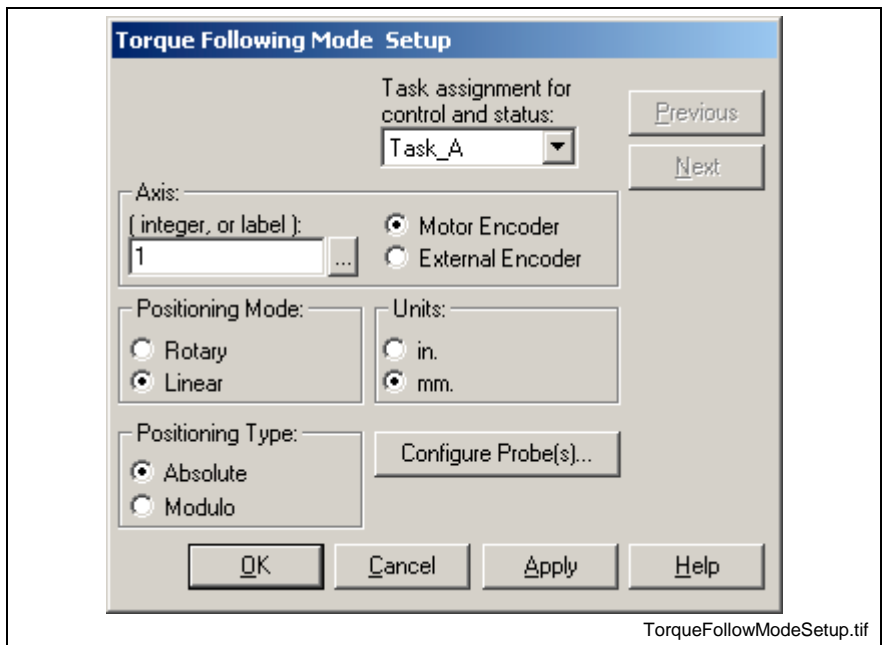 Torque Following Mode Setup
Task assignment for
control and status:
Task_A
Previous
Next
Axis:
( integer, or label ):
1
...
Motor Encoder
External Encoder
Positioning Mode:
Rotary
Linear
Units:
in.
mm.
Positioning Type:
Absolute
Modulo
Configure Probe(s)...
OK
Cancel
Apply
Help
TorqueFollowModeSetup.tif